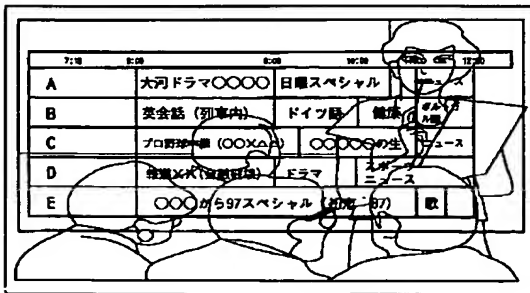 7:10 8:00 9:00 10:00 12:00
A 大河ドラマ○○○○ 日曜スペシャル ニュース
B 英会話 (列車内) ドイツ語 健康
C プロ野球中継 (○○×△△) ○○○○○の生 ニュース
D ドラマ スポーツ
ニュース
E ○○○から97スペシャル 歌